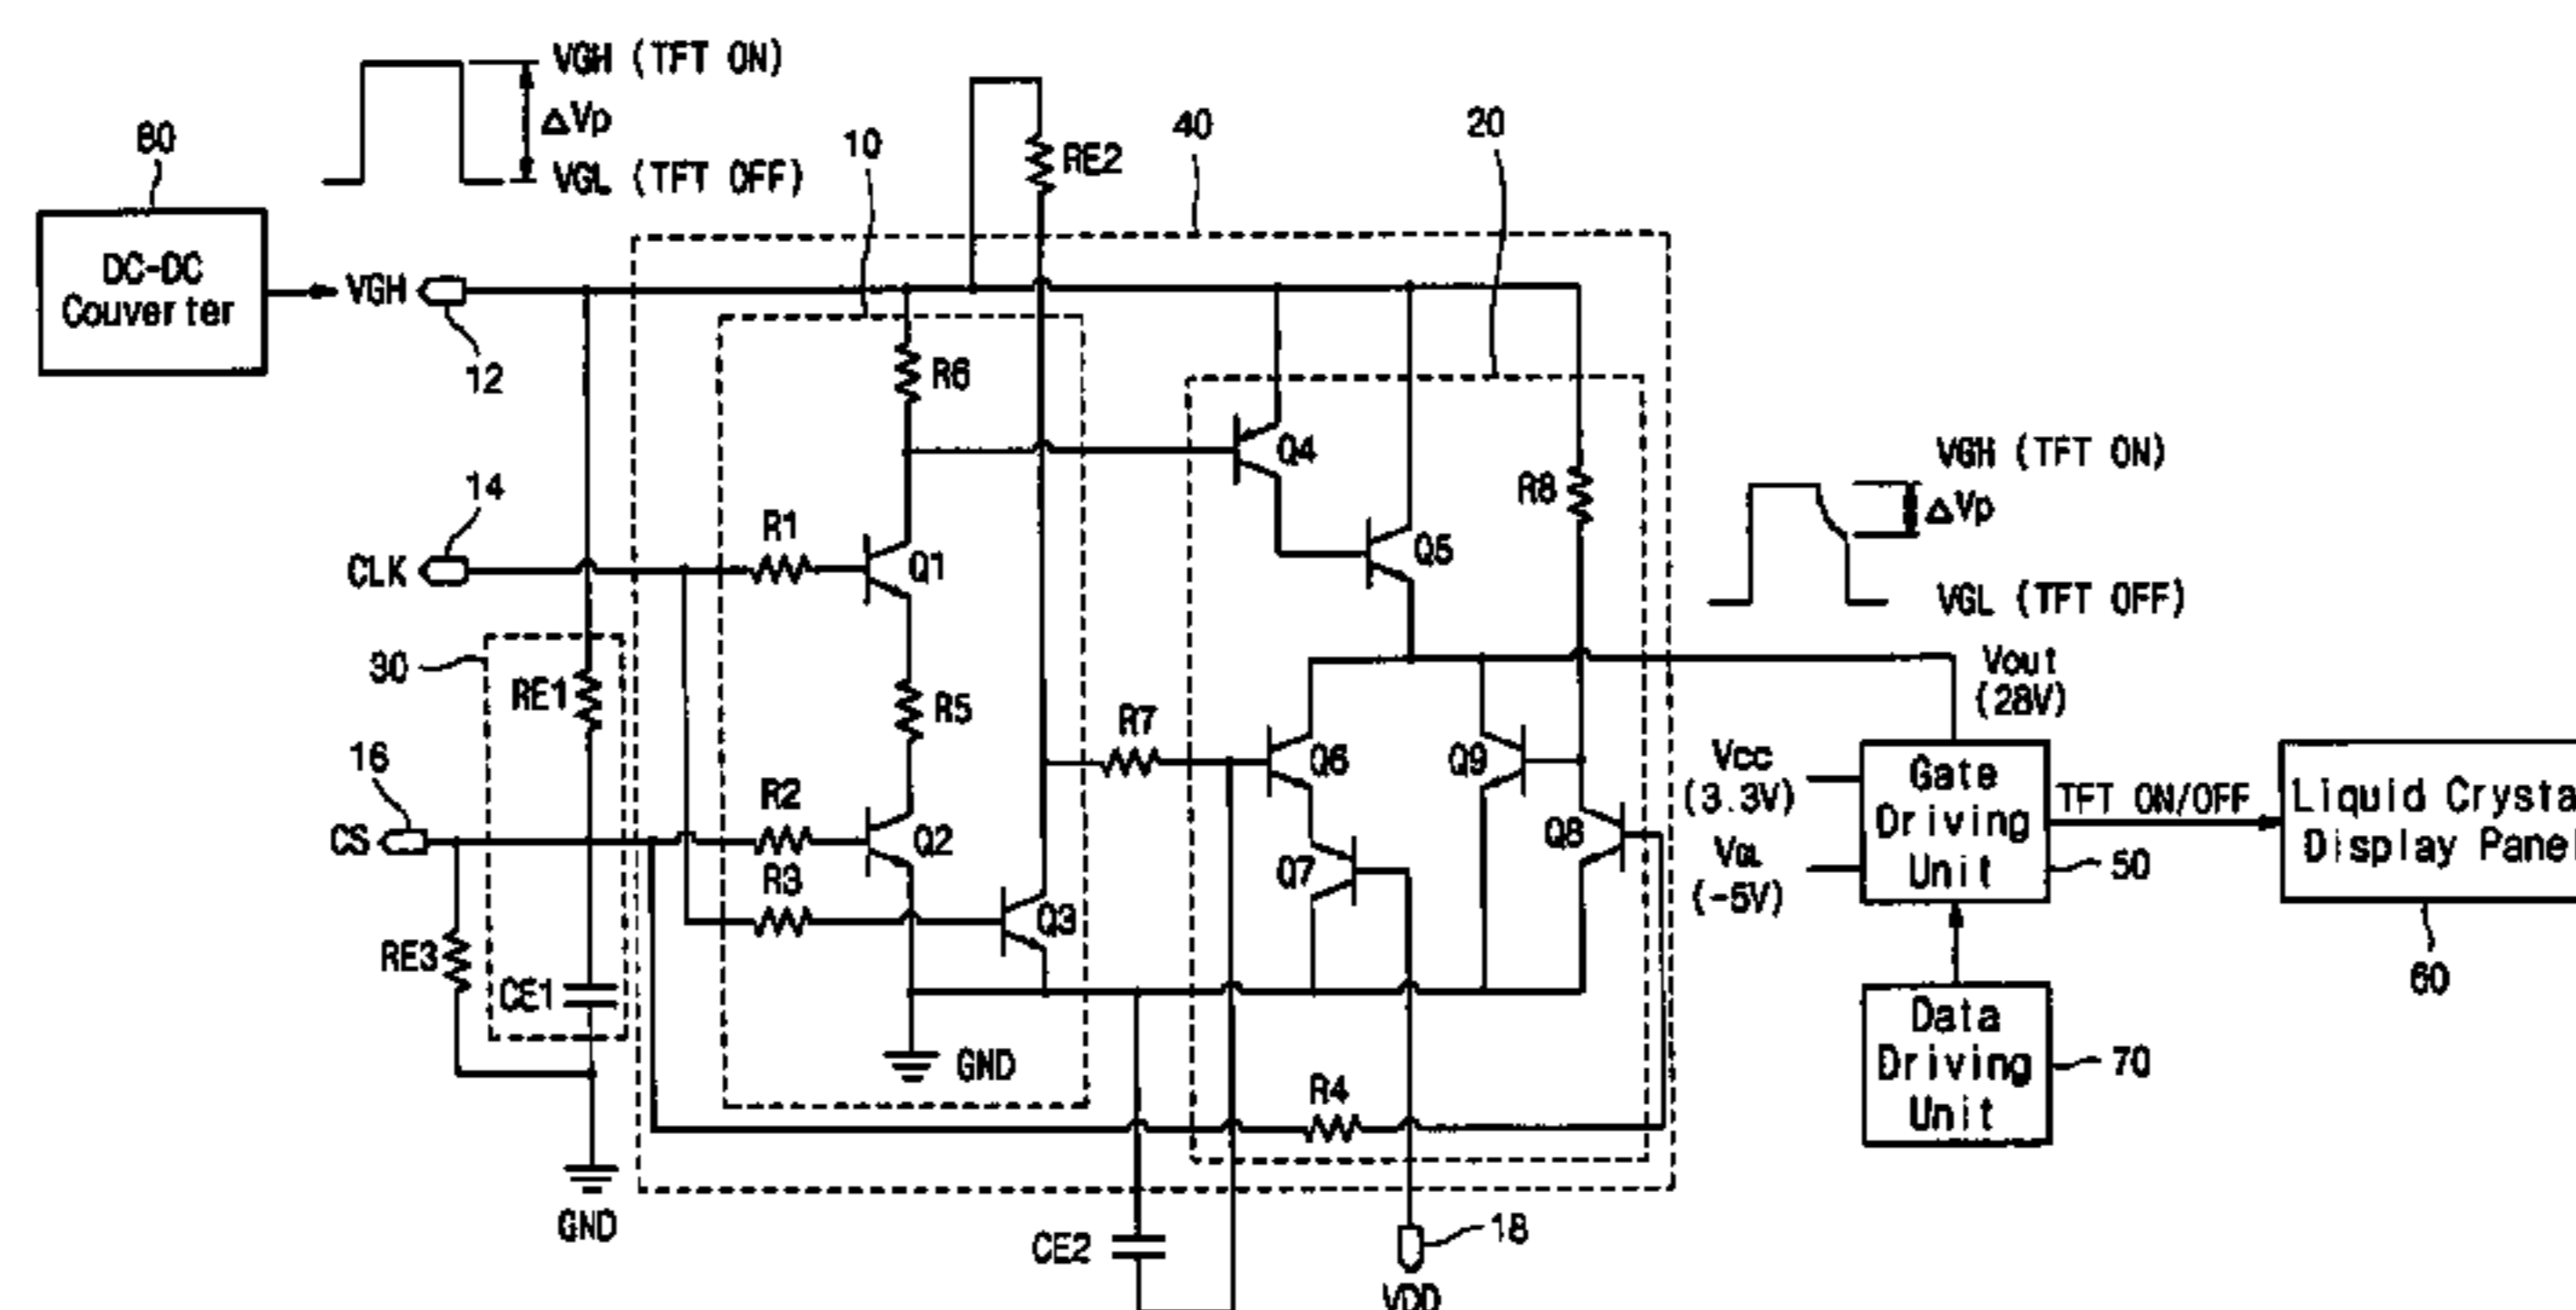 VGH (TFT ON)
ΔVp
VGL (TFT OFF)
80
DC-DC
Couverter
VGH
12
10
40
20
RE2
R6
Q4
R8
Q5
14
CLK
R1
Q1
30
RE1
R5
R7
Q6
Q9
16
CS
R2
Q2
R3
Q3
Q7
Q8
RE3
CE1
GND
R4
GND
CE2
18
VDD
VGH (TFT ON)
ΔVp
VGL (TFT OFF)
Vout
(28V)
Vcc
(3.3V)
VGL
(-5V)
Gate
Driving
Unit
50
TFT ON/OFF
Liquid Crysta
Display Pane
60
Data
Driving
Unit
70